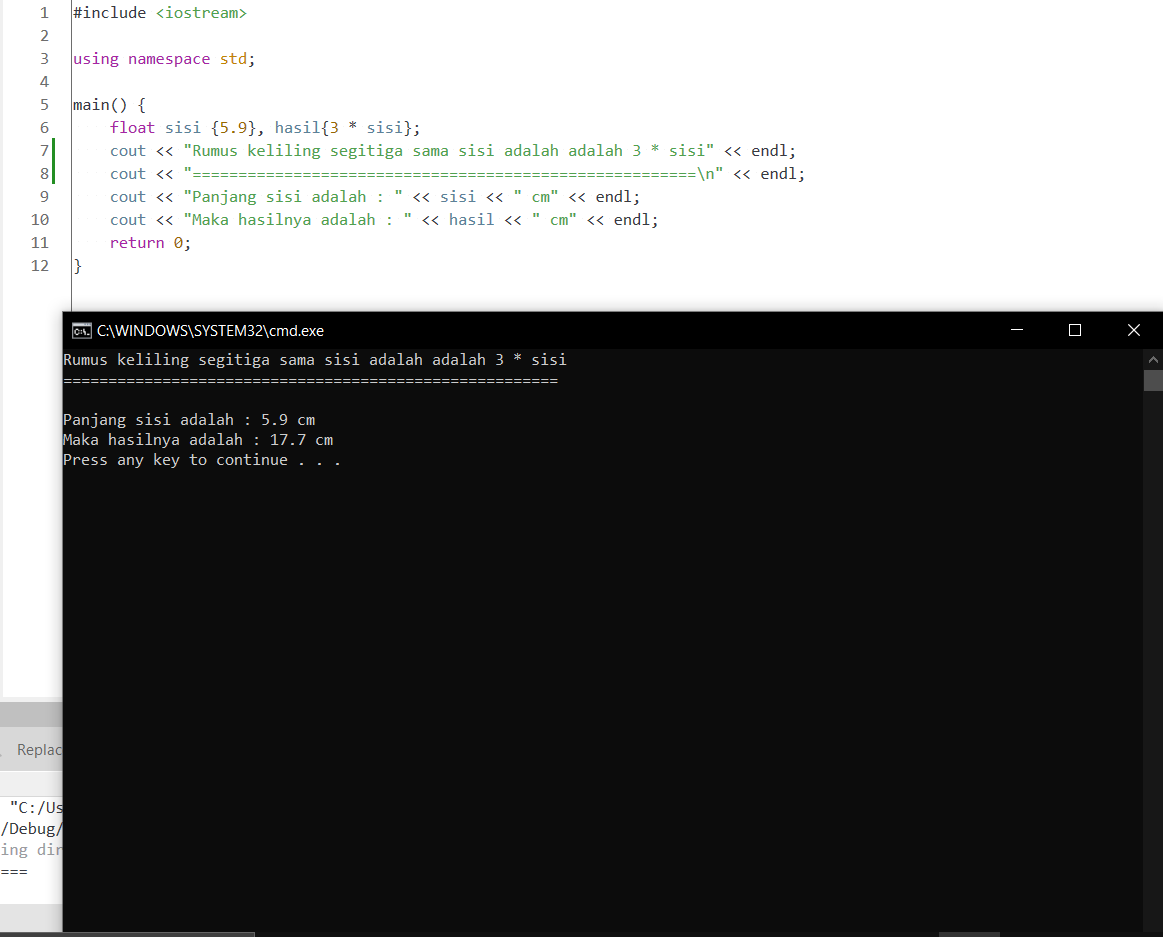 1 #include <iostream>
2
3 using namespace std;
4
5 main() {
6 float sisi {5.9}, hasil{3 * sisi};
7 cout << "Rumus keliling segitiga sama sisi adalah adalah 3 * sisi" << endl;
8 cout << "=======================================================\n" << endl;
9 cout << "Panjang sisi adalah : " << sisi << " cm" << endl;
10 cout << "Maka hasilnya adalah : " << hasil << " cm" << endl;
11 return 0;
12 }
C:\WINDOWS\SYSTEM32\cmd.exe
Rumus keliling segitiga sama sisi adalah adalah 3 * sisi
=======================================================
Panjang sisi adalah : 5.9 cm
Maka hasilnya adalah : 17.7 cm
Press any key to continue . . .
Replac
"C:/Us
/Debug/
ing dir
===